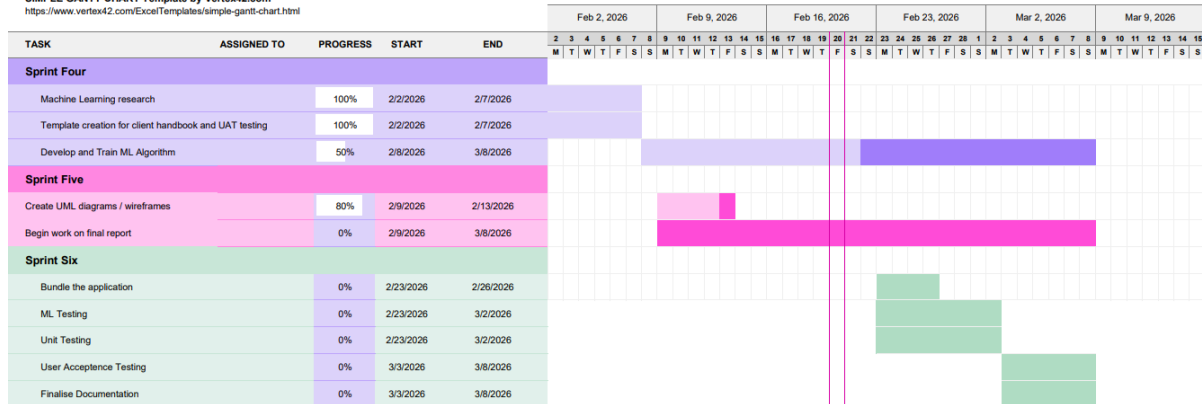 SIMPLE GANTT CHART Template by Vertex42.com
https://www.vertex42.com/ExcelTemplates/simple-gantt-chart.html
Feb 2, 2026 Feb 9, 2026 Feb 16, 2026 Feb 23, 2026 Mar 2, 2026 Mar 9, 2026
2 3 4 5 6 7 8 9 10 11 12 13 14 15 16 17 18 19 20 21 22 23 24 25 26 27 28 1 2 3 4 5 6 7 8 9 10 11 12 13 14 15
TASK ASSIGNED TO PROGRESS START END
M T W T F S S M T W T F S S M T W T F S S M T W T F S S M T W T F S S M T W T F S S
Sprint Four
Machine Learning research 100% 2/2/2026 2/7/2026
Template creation for client handbook and UAT testing 100% 2/2/2026 2/7/2026
Develop and Train ML Algorithm 50% 2/8/2026 3/8/2026
Sprint Five
Create UML diagrams / wireframes 80% 2/9/2026 2/13/2026
Begin work on final report 0% 2/9/2026 3/8/2026
Sprint Six
Bundle the application 0% 2/23/2026 2/26/2026
ML Testing 0% 2/23/2026 3/2/2026
Unit Testing 0% 2/23/2026 3/2/2026
User Acceptance Testing 0% 3/3/2026 3/8/2026
Finalise Documentation 0% 3/3/2026 3/8/2026